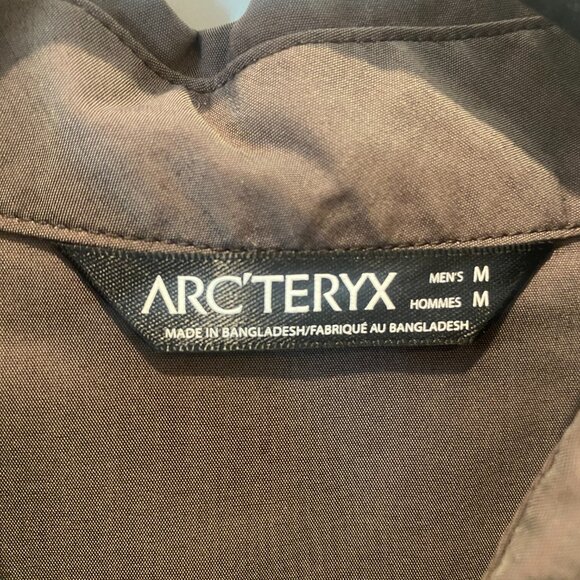 ARC'TERYX
MEN'S M
HOMMES M
MADE IN BANGLADESH/FABRIQUÉ AU BANGLADESH